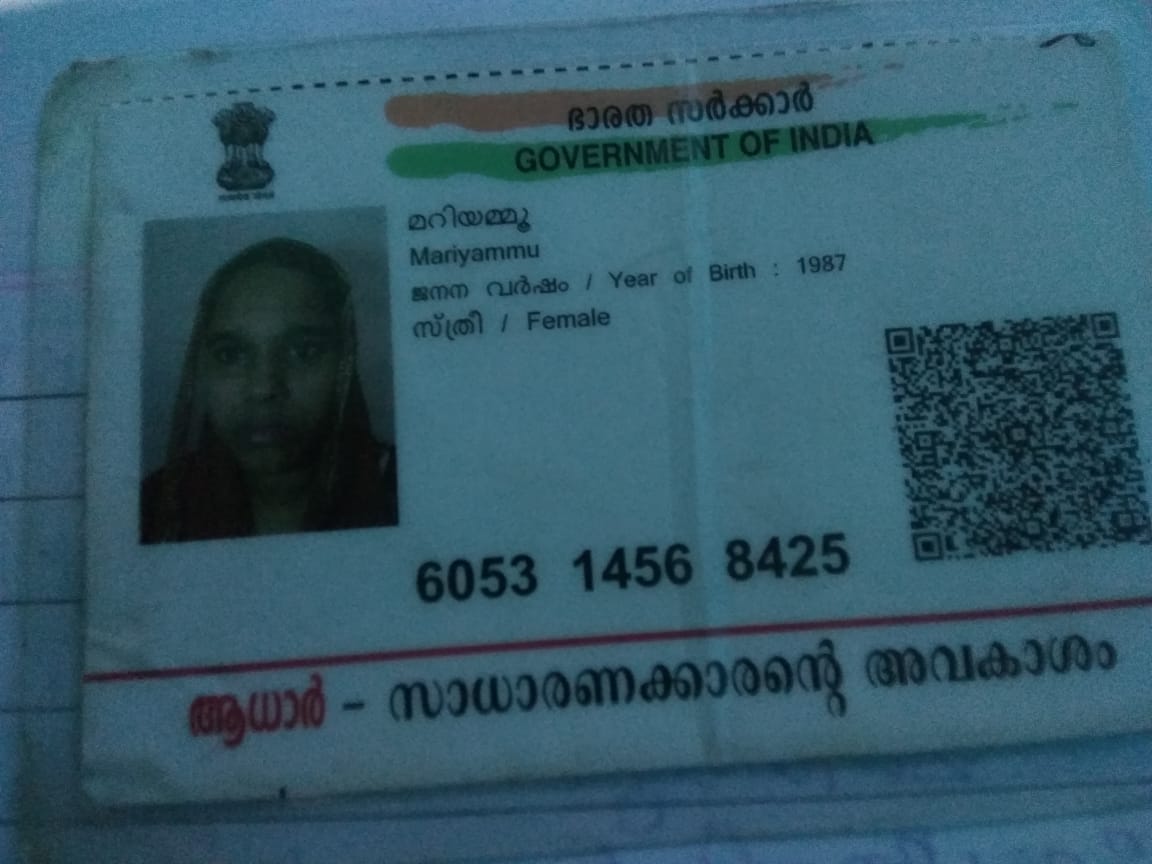 ഭാരത സർക്കാർ
GOVERNMENT OF INDIA
മറിയമ്മൂ
Mariyammu
ജനന വർഷം / Year of Birth : 1987
സ്ത്രീ / Female
6053 1456 8425
ആധാർ - സാധാരണക്കാരന്റെ അവകാശം